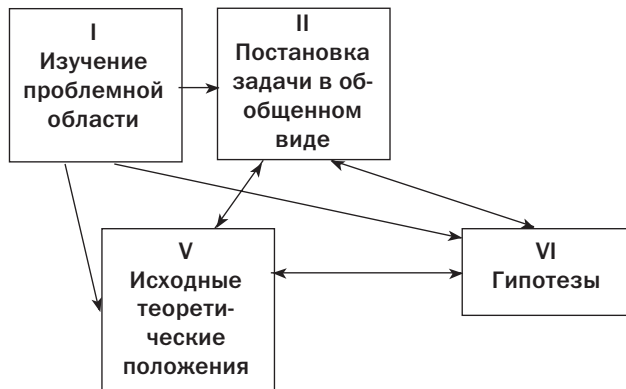 I
Изучение
проблемной
области
II
Постановка
задачи в об-
общенном
виде
V
Исходные
теорети-
ческие
положения
VI
Гипотезы